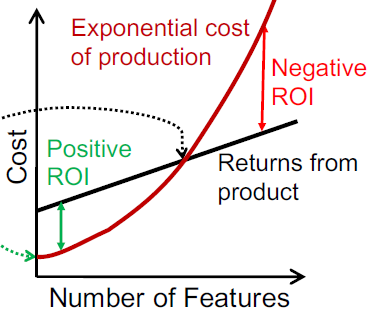 Exponential cost
of production
Negative
ROI
Positive
ROI
Returns from
product
Cost
Number of Features